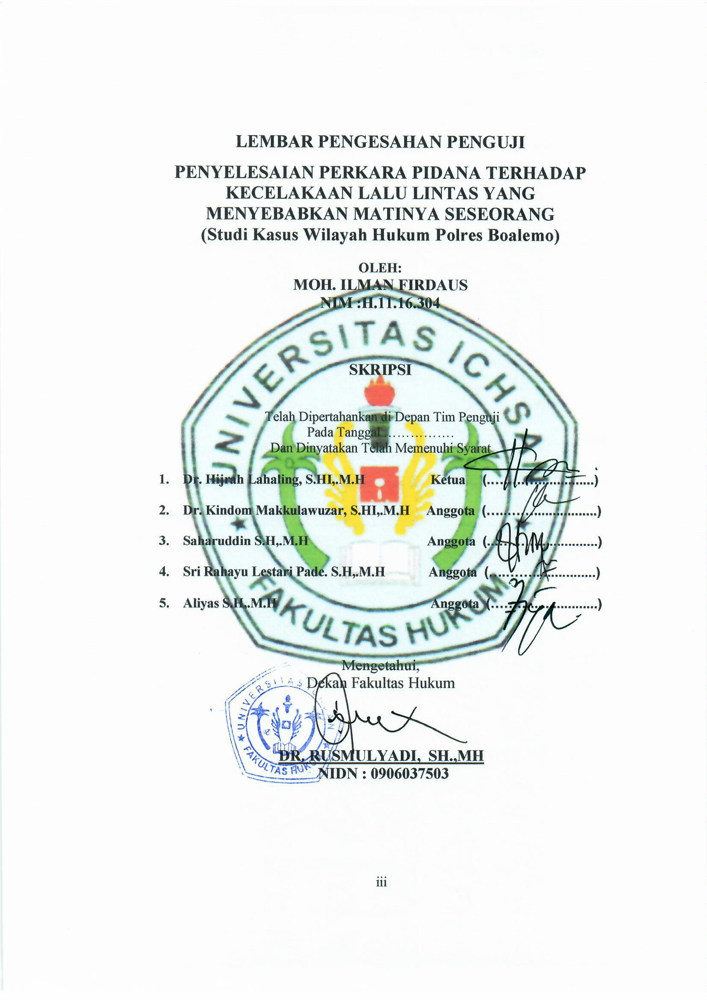 LEMBAR PENGESAHAN PENGUJI
PENYELESAIAN PERKARA PIDANA TERHADAP
KECELAKAAN LALU LINTAS YANG
MENYEBABKAN MATINYA SESEORANG
(Studi Kasus Wilayah Hukum Polres Boalemo)
OLEH:
MOH. ILMAN FIRDAUS
NIM :H.11.16.304
UNIVERSITAS ICHSAN
SKRIPSI
Telah Dipertahankan di Depan Tim Penguji
Pada Tanggal................
Dan Dinyatakan Telah Memenuhi Syarat
1. Dr. Hijrah Lahaling, S.HI,.M.H Ketua (..............................)
2. Dr. Kindom Makkulawuzar, S.HI,.M.H Anggota (..............................)
3. Saharuddin S.H,.M.H Anggota (..............................)
4. Sri Rahayu Lestari Pade. S.H,.M.H Anggota (..............................)
5. Aliyas S.H,.M.H Anggota (..............................)
FAKULTAS HUKUM
Mengetahui,
Dekan Fakultas Hukum
UNIVERSITAS ICHSAN
FAKULTAS HUKUM
DR. RUSMULYADI, SH.,MH
NIDN : 0906037503
iii